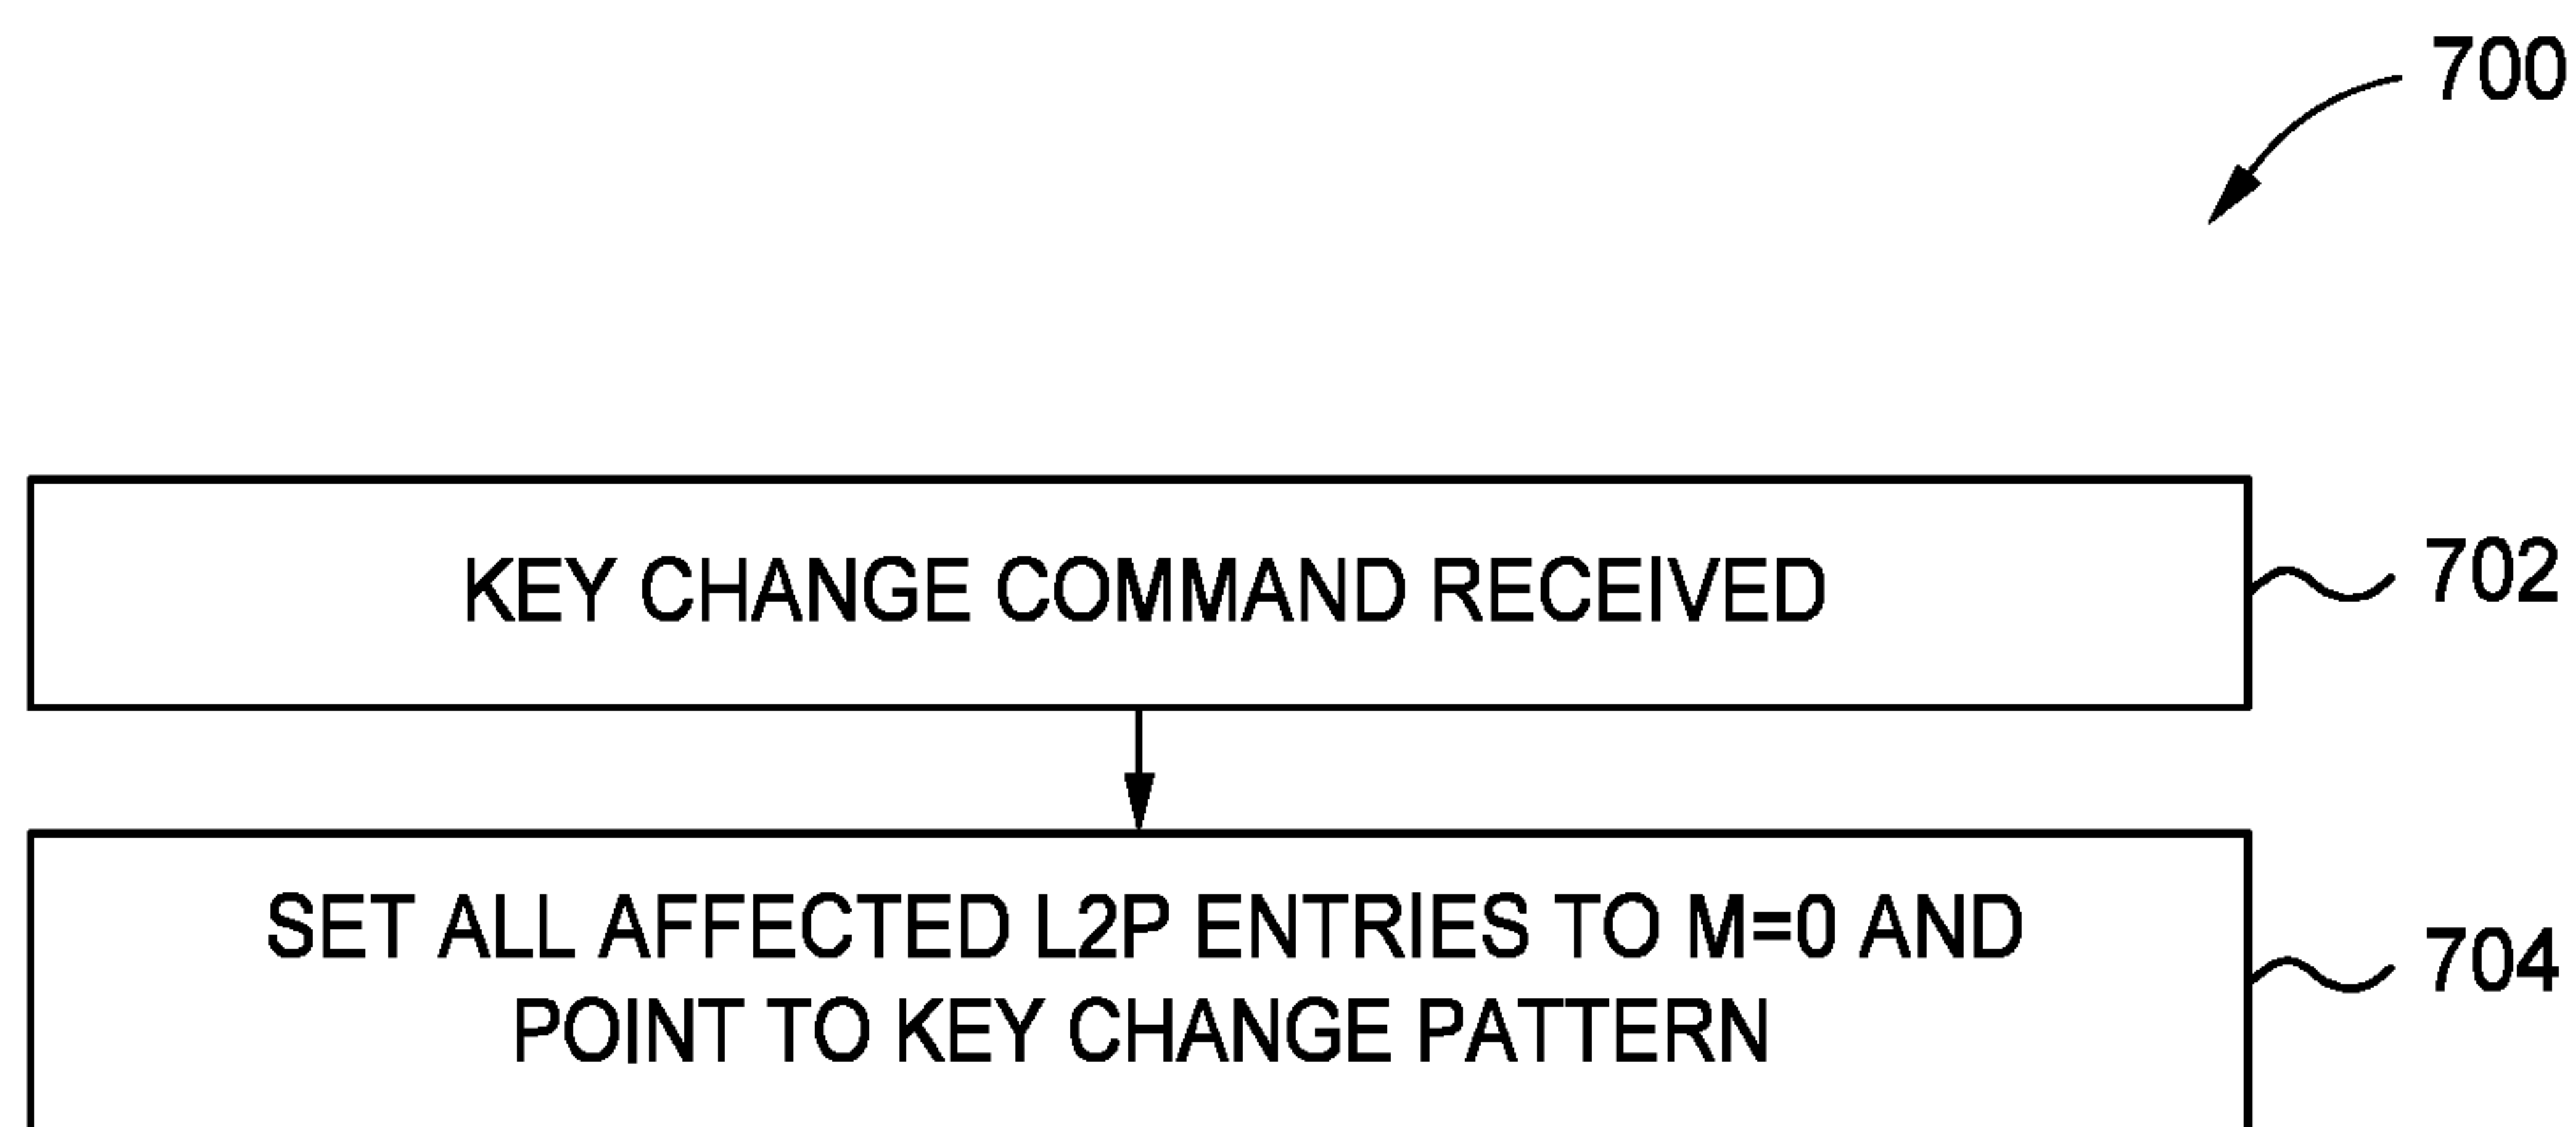 700
KEY CHANGE COMMAND RECEIVED
702
SET ALL AFFECTED L2P ENTRIES TO M=0 AND
POINT TO KEY CHANGE PATTERN
704